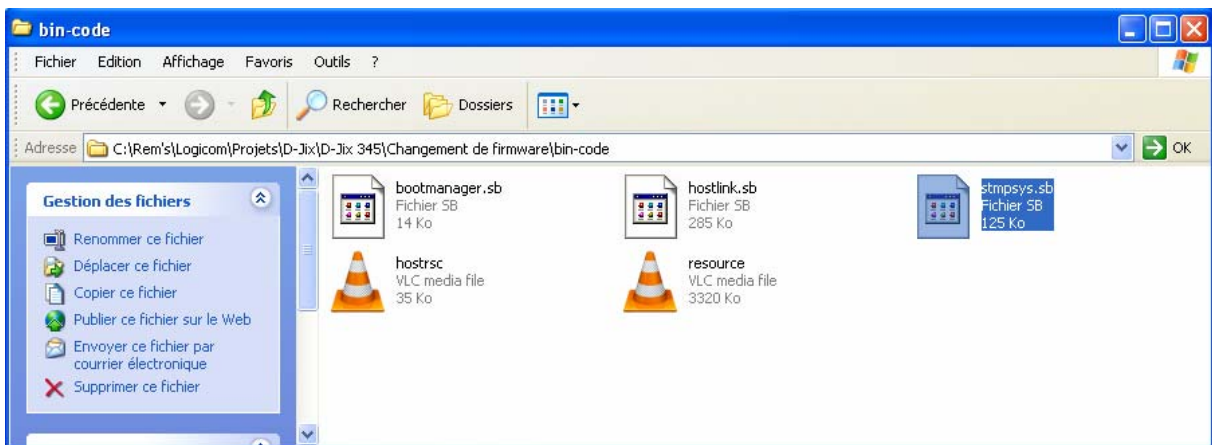 bin-code
Fichier Edition Affichage Favoris Outils ?
Précédente Rechercher Dossiers
Adresse C:\Rem's\Logicom\Projets\D-Jix\D-Jix 345\Changement de firmware\bin-code OK
Gestion des fichiers
Renommer ce fichier
Déplacer ce fichier
Copier ce fichier
Publier ce fichier sur le Web
Envoyer ce fichier par
courrier électronique
Supprimer ce fichier
bootmanager.sb
Fichier SB
14 Ko
hostlink.sb
Fichier SB
285 Ko
stmpsys.sb
Fichier SB
125 Ko
hostrsc
VLC media file
35 Ko
resource
VLC media file
3320 Ko